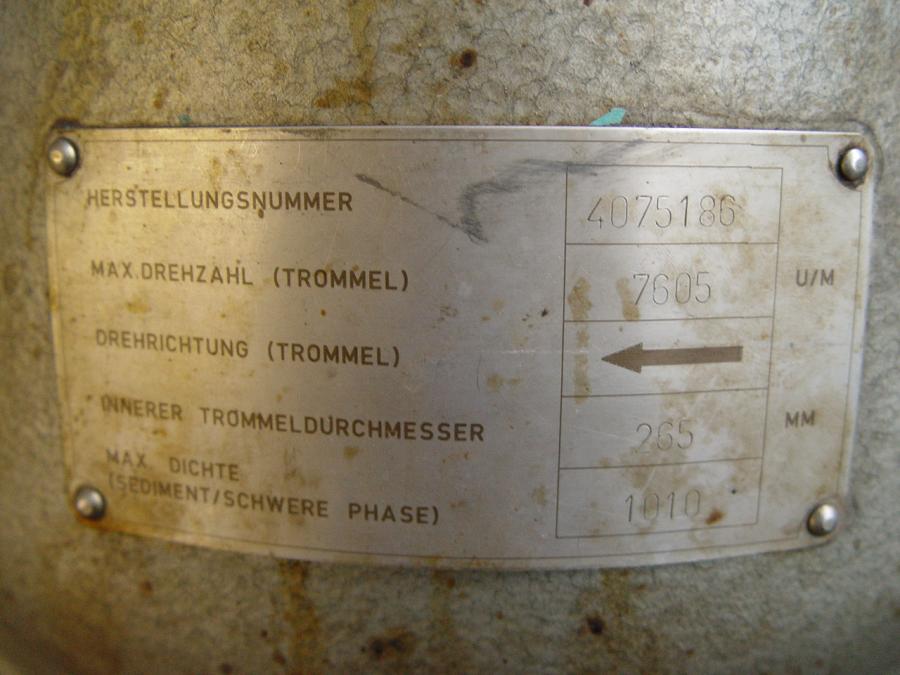 HERSTELLUNGSNUMMER 4075186
MAX.DREHZAHL (TROMMEL) 7605 U/M
DREHRICHTUNG (TROMMEL)
INNERER TROMMELDURCHMESSER 265 MM
MAX. DICHTE
(SEDIMENT/SCHWERE PHASE) 1010